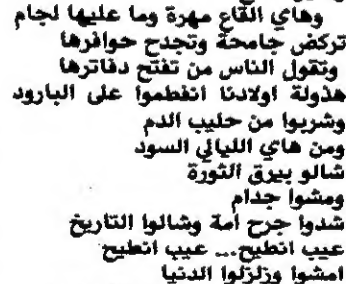 وهاي القاع مهرة وما عليها لجام
تركض جامحة وتجدح حوافرها
وتقول الناس من تفتح دفاترها
هذولة اولادنا انفطموا على البارود
وشربوا من حليب الدم
ومن هاي الليالي السود
شالو بيرق الثورة
ومشوا جدام
شدوا جرح امة وشالوا التاريخ
عيب انطيح... عيب انطيح
امشوا وزلزلوا الدنيا